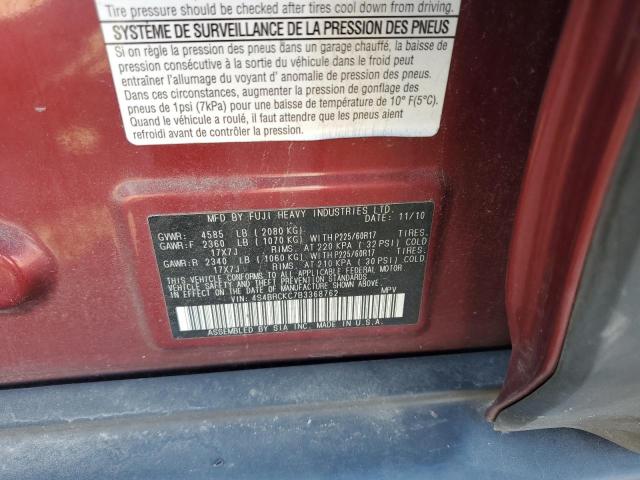 Tire pressure should be checked after tires cool down from driving.
SYSTÈME DE SURVEILLANCE DE LA PRESSION DES PNEUS
Si on règle la pression des pneus dans un garage chauffé, la baisse de
pression consécutive à la sortie du véhicule dans le froid peut
entraîner l'allumage du voyant d' anomalie de pression des pneus.
Dans ces circonstances, augmenter la pression de gonflage des
pneus de 1psi (7kPa) pour une baisse de température de 10° F(5°C).
Quand le véhicule a roulé, il faut attendre que les pneus aient
refroidi avant de contrôler la pression.
MFD BY FUJI HEAVY INDUSTRIES LTD.
DATE: 11/10
GVWR: 4585 LB ( 2080 KG)
GAWR:F 2360 LB ( 1070 KG) WITH P225/60R17 TIRES.
17X7J RIMS. AT 220 KPA ( 32 PSI) COLD
GAWR:R 2340 LB ( 1060 KG) WITH P225/60R17 TIRES
17X7J RIMS. AT 210 KPA ( 30 PSI) COLD
THIS VEHICLE CONFORMS TO ALL APPLICABLE FEDERAL MOTOR
VEHICLE SAFETY, BUMPER, AND THEFT PREVENTION STANDARDS
IN EFFECT ON THE DATE OF MANUFACTURE SHOWN ABOVE.
VIN: 4S4BRCKC7B3368762 MPV
ASSEMBLED BY SIA INC. MADE IN U.S.A.